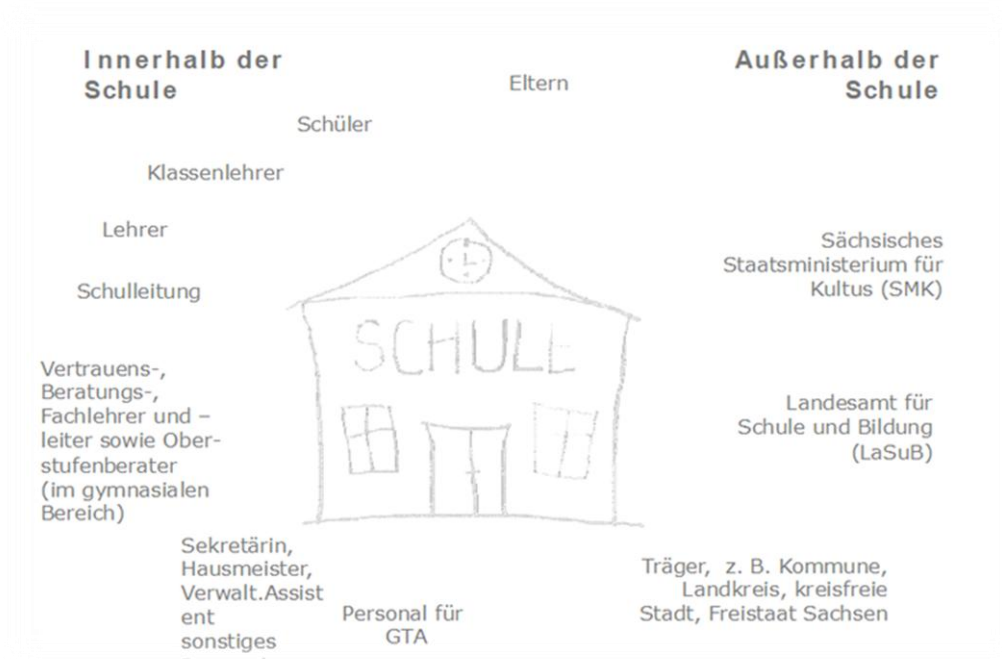 Innerhalb der
Schule
Außerhalb der
Schule
Eltern
Schüler
Klassenlehrer
Lehrer
Schulleitung
Vertrauens-,
Beratungs-,
Fachlehrer und –
leiter sowie Ober-
stufenberater
(im gymnasialen
Bereich)
Sekretärin,
Hausmeister,
Verwalt.Assist
ent
sonstiges
Personal für
GTA
SCHULE
Sächsisches
Staatsministerium für
Kultus (SMK)
Landesamt für
Schule und Bildung
(LaSuB)
Träger, z. B. Kommune,
Landkreis, kreisfreie
Stadt, Freistaat Sachsen